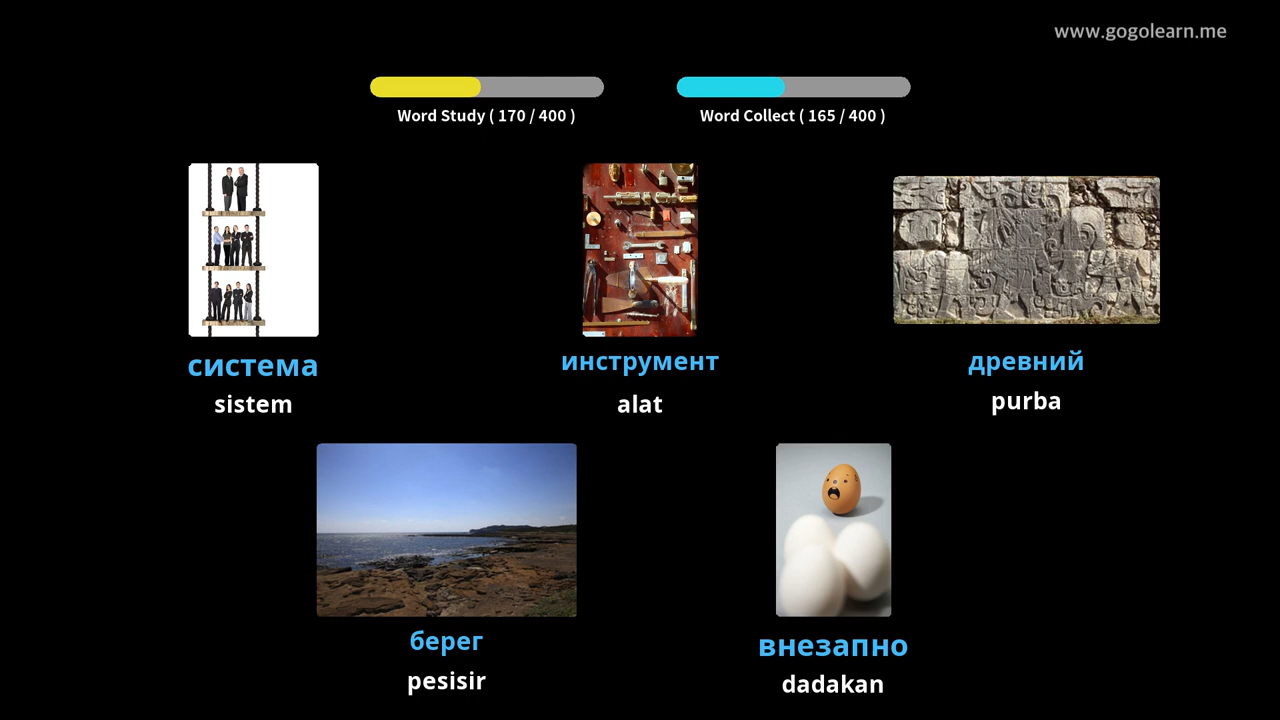 www.gogolearn.me
Word Study ( 170 / 400 )
Word Collect ( 165 / 400 )
система
sistem
инструмент
alat
древний
purba
берег
pesisir
внезапно
dadakan